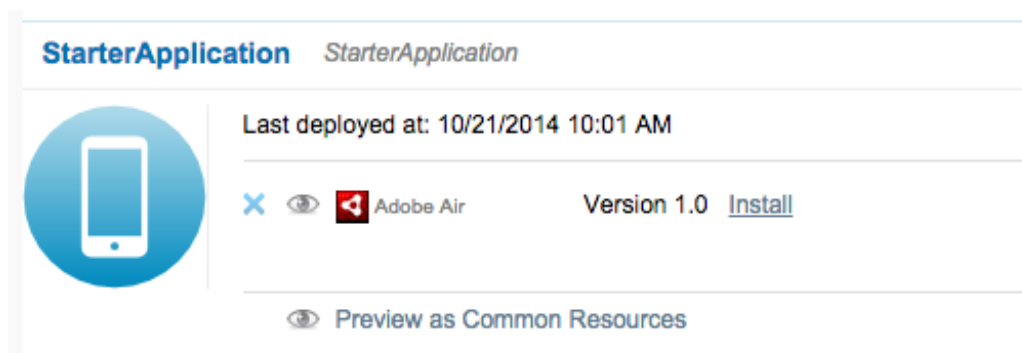 StarterApplication StarterApplication
Last deployed at: 10/21/2014 10:01 AM
Adobe Air Version 1.0 Install
Preview as Common Resources